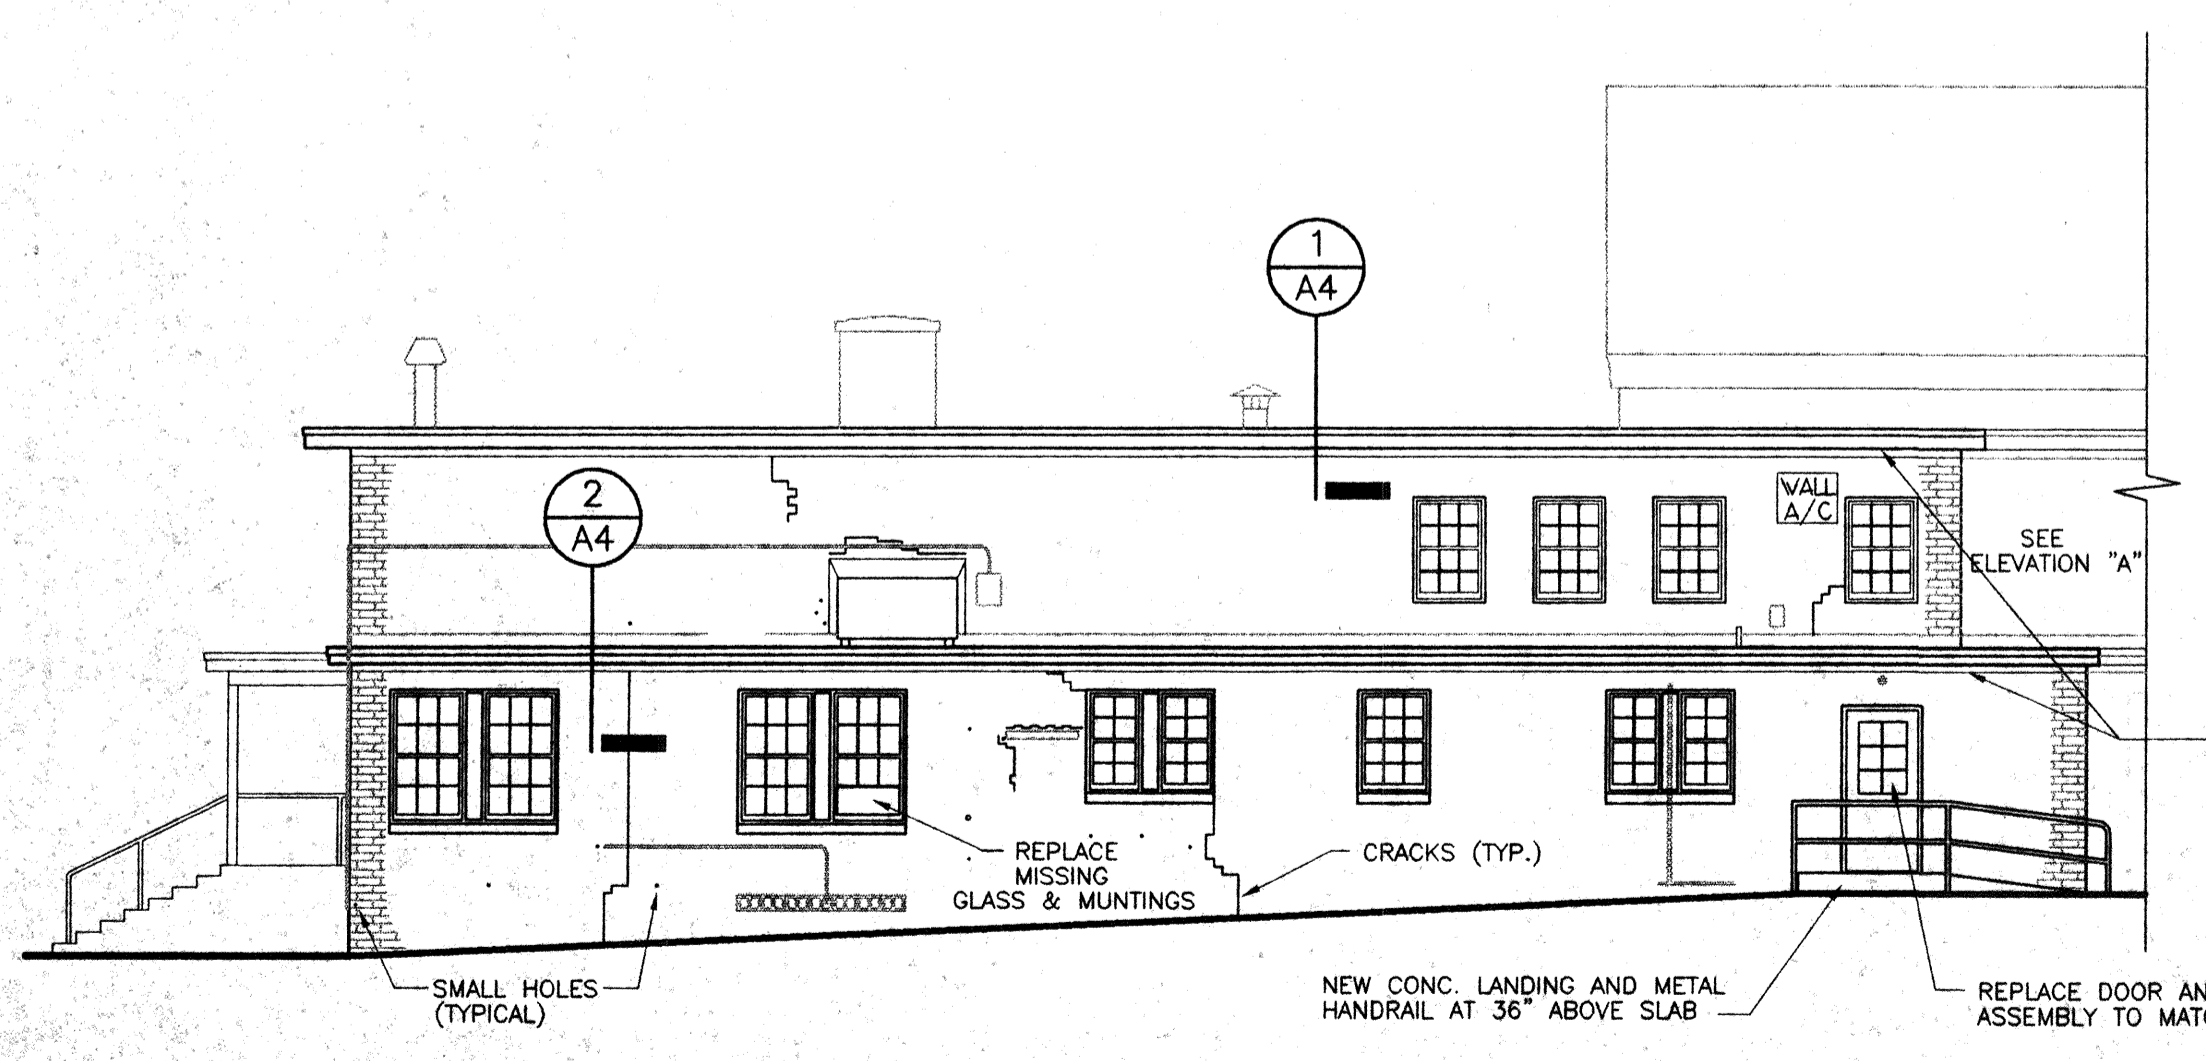 1
A4
2
A4
WALL
A/C
SEE
ELEVATION "A"
REPLACE
MISSING
GLASS & MUNTINGS
CRACKS (TYP.)
SMALL HOLES
(TYPICAL)
NEW CONC. LANDING AND METAL
HANDRAIL AT 36" ABOVE SLAB
REPLACE DOOR AN
ASSEMBLY TO MATC